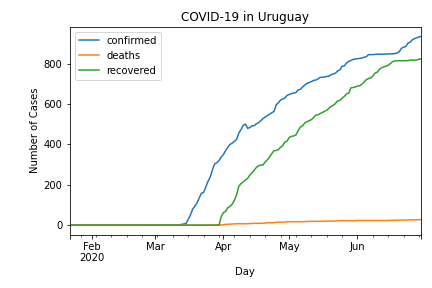 COVID-19 in Uruguay
confirmed
deaths
recovered
Number of Cases
800
600
400
200
0
Feb
2020
Mar
Apr
May
Jun
Day